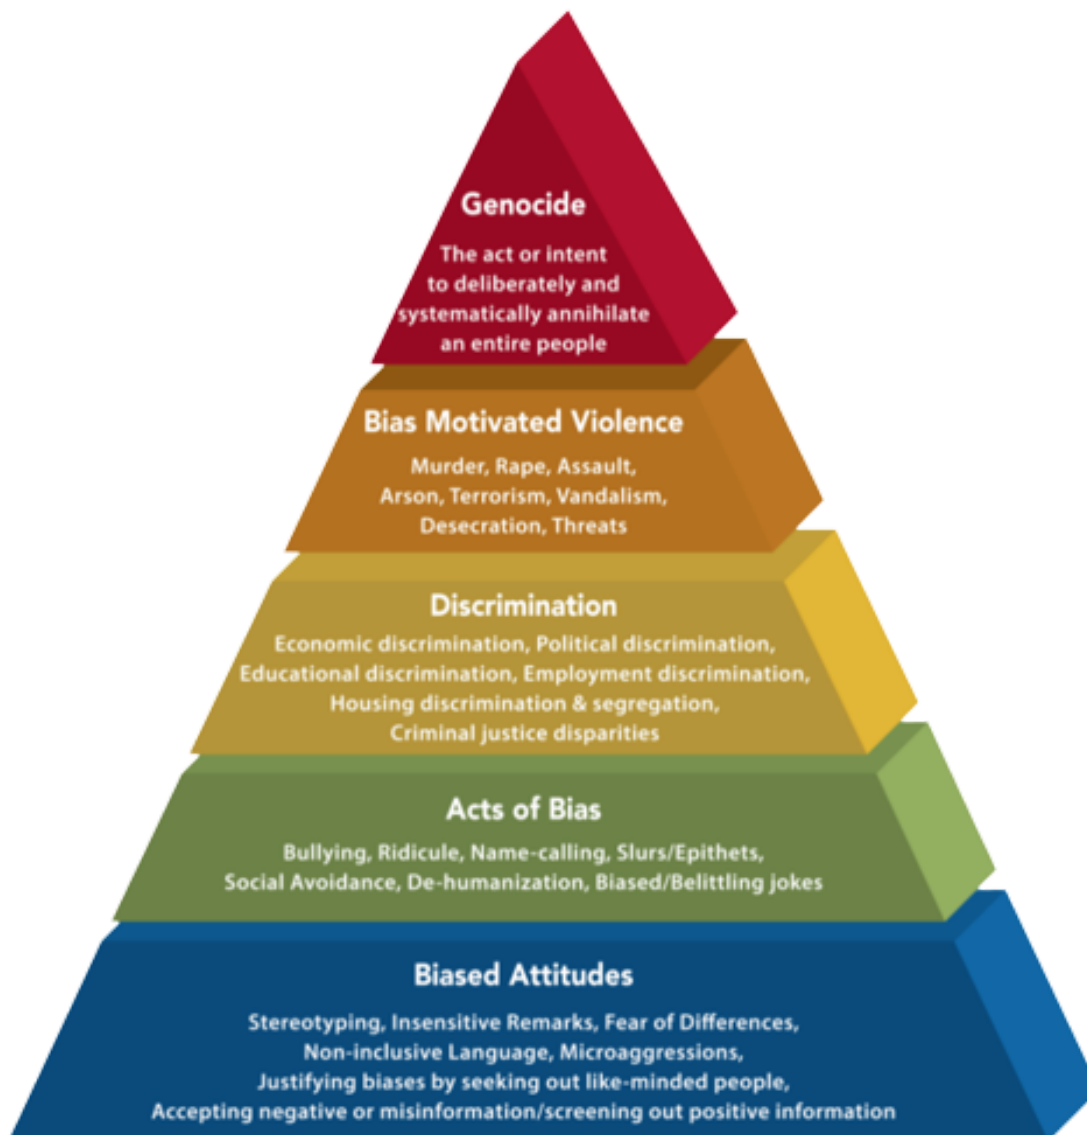 Genocide
The act or intent
to deliberately and
systematically annihilate
an entire people
Bias Motivated Violence
Murder, Rape, Assault,
Arson, Terrorism, Vandalism,
Desecration, Threats
Discrimination
Economic discrimination, Political discrimination,
Educational discrimination, Employment discrimination,
Housing discrimination & segregation,
Criminal justice disparities
Acts of Bias
Bullying, Ridicule, Name-calling, Slurs/Epithets,
Social Avoidance, De-humanization, Biased/Belittling jokes
Biased Attitudes
Stereotyping, Insensitive Remarks, Fear of Differences,
Non-inclusive Language, Microaggressions,
Justifying biases by seeking out like-minded people,
Accepting negative or misinformation/screening out positive information